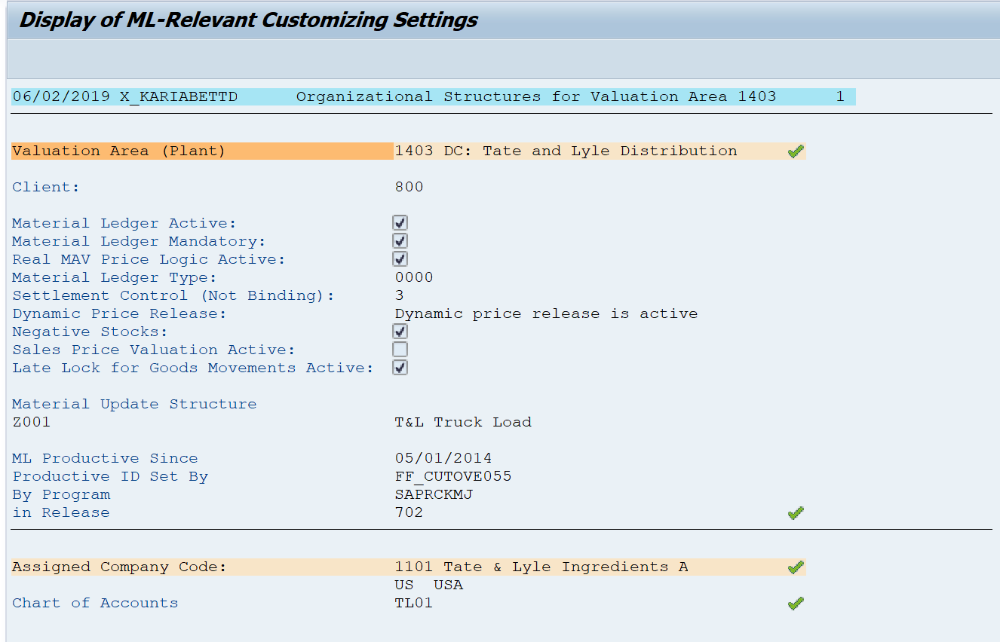 Display of ML-Relevant Customizing Settings
06/02/2019 X_KARIABETTD Organizational Structures for Valuation Area 1403 1
Valuation Area (Plant) 1403 DC: Tate and Lyle Distribution
Client: 800
Material Ledger Active:
Material Ledger Mandatory:
Real MAV Price Logic Active:
Material Ledger Type: 0000
Settlement Control (Not Binding): 3
Dynamic Price Release: Dynamic price release is active
Negative Stocks:
Sales Price Valuation Active:
Late Lock for Goods Movements Active:
Material Update Structure
Z001 T&L Truck Load
ML Productive Since 05/01/2014
Productive ID Set By FF_CUTOVE055
By Program SAPRCKMJ
in Release 702
Assigned Company Code: 1101 Tate & Lyle Ingredients A
US USA
Chart of Accounts TL01